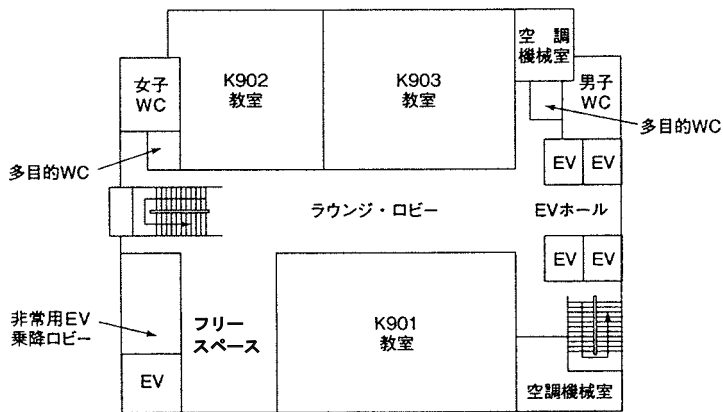 空調
機械室
女子
WC
K902
教室
K903
教室
男子
WC
多目的WC
多目的WC
EV
EV
ラウンジ・ロビー
EVホール
EV
EV
非常用EV
乗降ロビー
フリー
スペース
K901
教室
EV
空調機械室